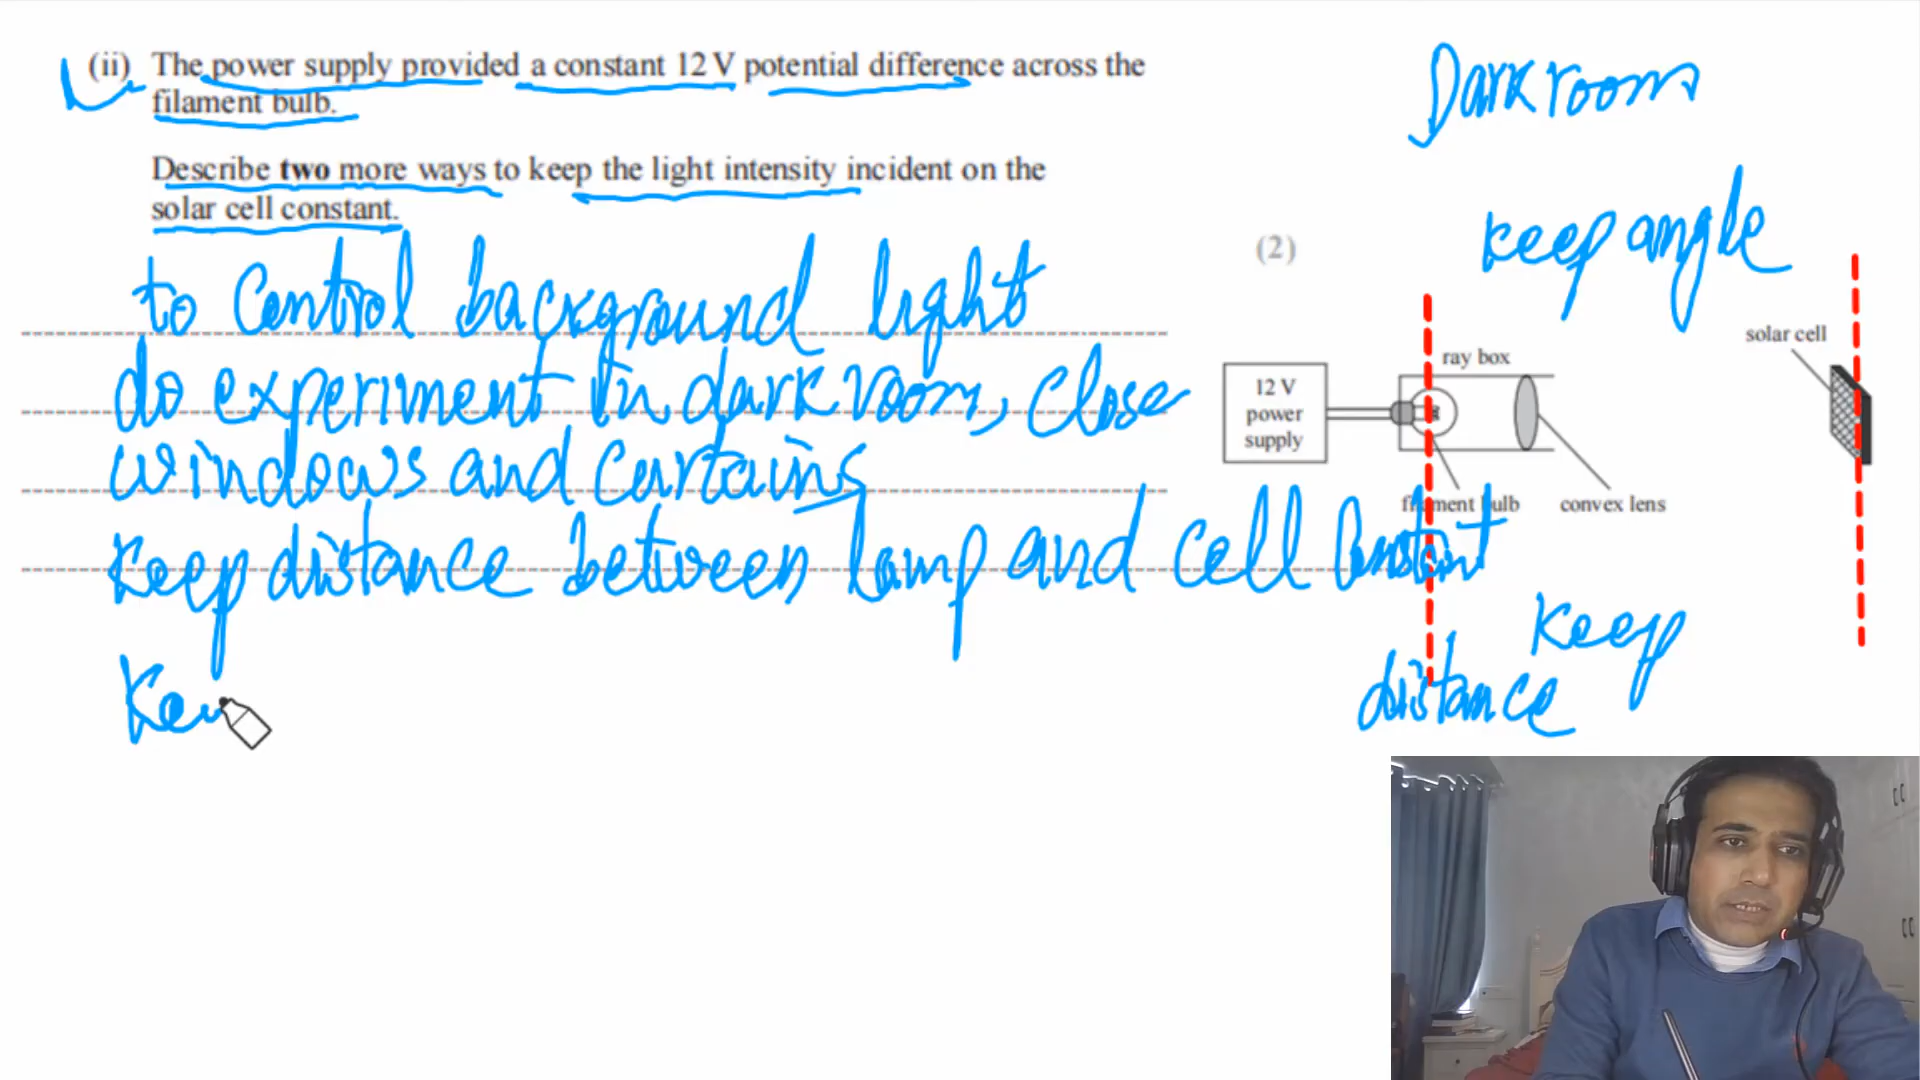 (ii) The power supply provided a constant 12 V potential difference across the
filament bulb.
Describe two more ways to keep the light intensity incident on the
solar cell constant.
(2)
to control background light
do experiment in dark room, close
windows and curtains
keep distance between lamp and cell constant
Kee
Dark room
keep angle
solar cell
ray box
12 V
power
supply
filament bulb
convex lens
keep
distance